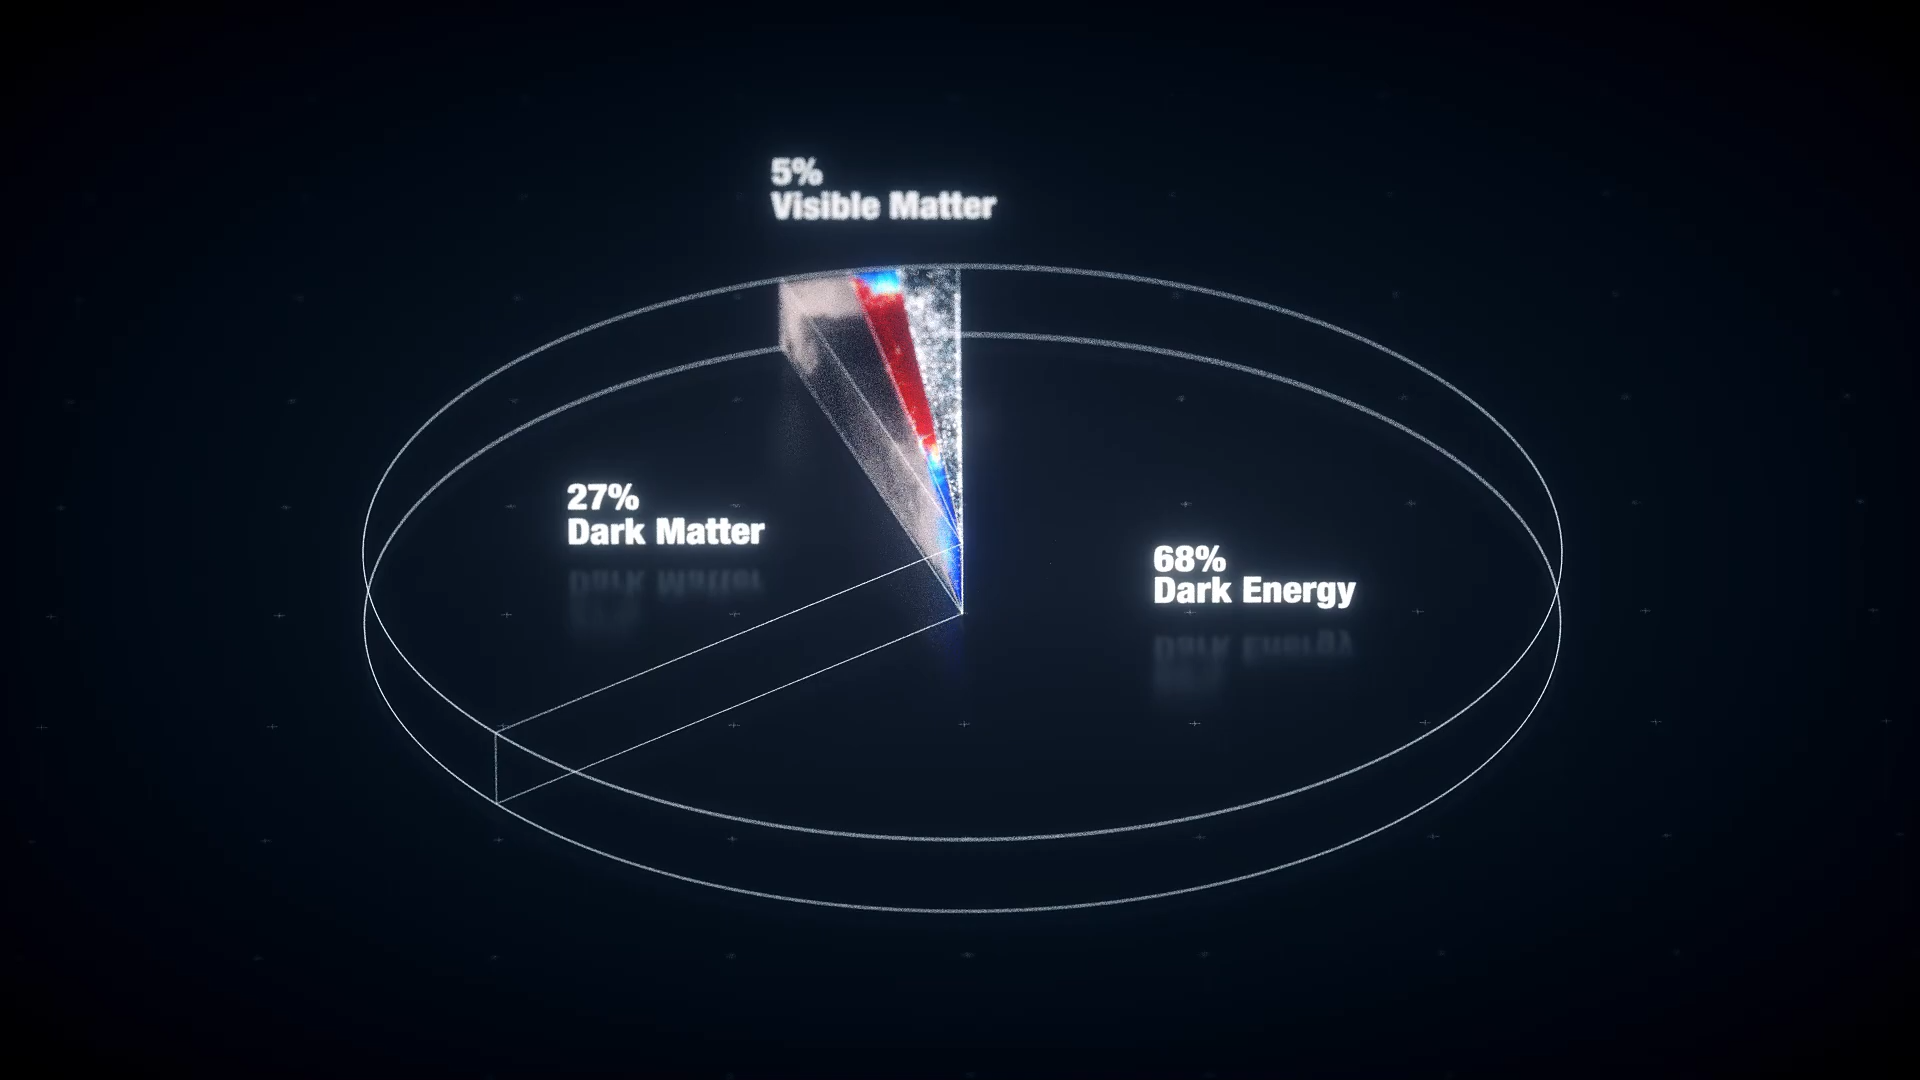 5%
Visible Matter
27%
Dark Matter
68%
Dark Energy